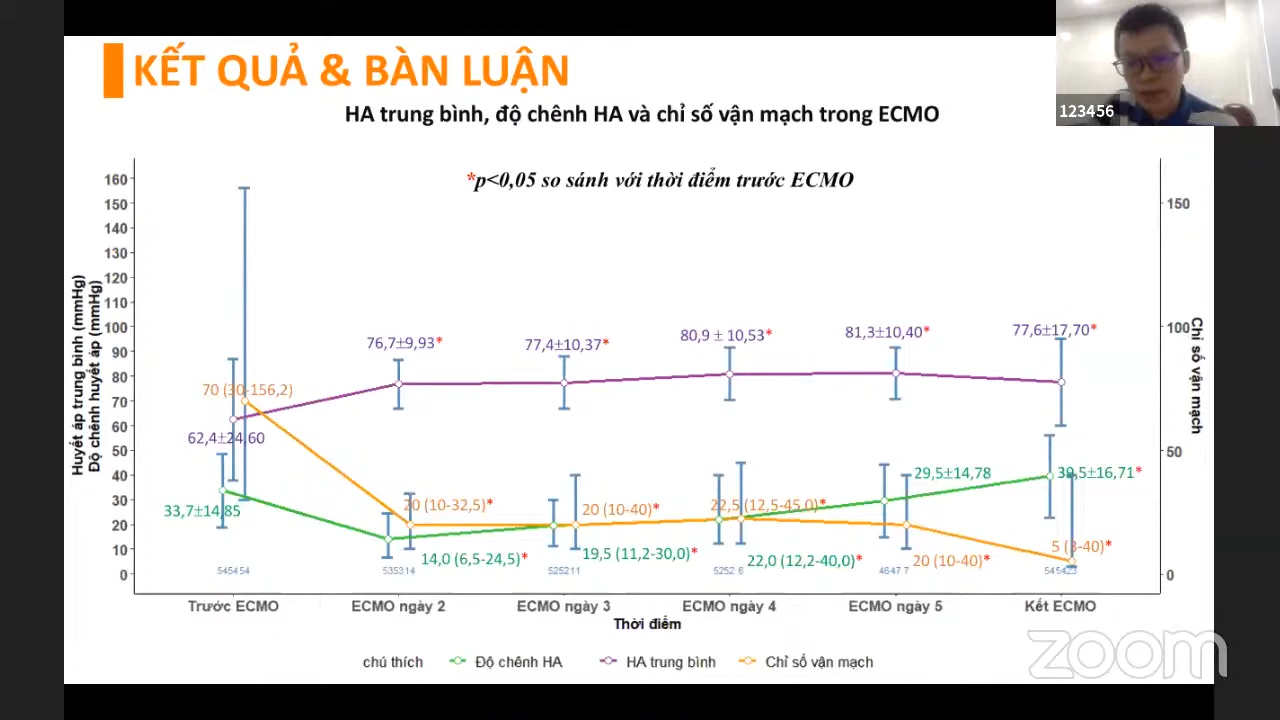 KẾT QUẢ & BÀN LUẬN
HA trung bình, độ chênh HA và chỉ số vận mạch trong ECMO
123456
*p<0,05 so sánh với thời điểm trước ECMO
160
150
140
130
120
110
100
90
80
70
60
50
40
30
20
10
0
Huyết áp trung bình (mmHg)
Độ chênh huyết áp (mmHg)
150
100
50
0
Chỉ số vận mạch
62,4±24,60
76,7±9,93*
77,4±10,37*
80,9 ± 10,53*
81,3±10,40*
77,6±17,70*
70 (30-156,2)
20 (10-32,5)*
20 (10-40)*
22,5 (12,5-45,0)*
20 (10-40)*
5 (3-40)*
33,7±14,85
14,0 (6,5-24,5)*
19,5 (11,2-30,0)*
22,0 (12,2-40,0)*
29,5±14,78
39,5±16,71*
545454
525211
Trước ECMO
ECMO ngày 2
ECMO ngày 3
ECMO ngày 4
ECMO ngày 5
Kết ECMO
Thời điểm
chú thích
Độ chênh HA
HA trung bình
Chỉ số vận mạch
zoom